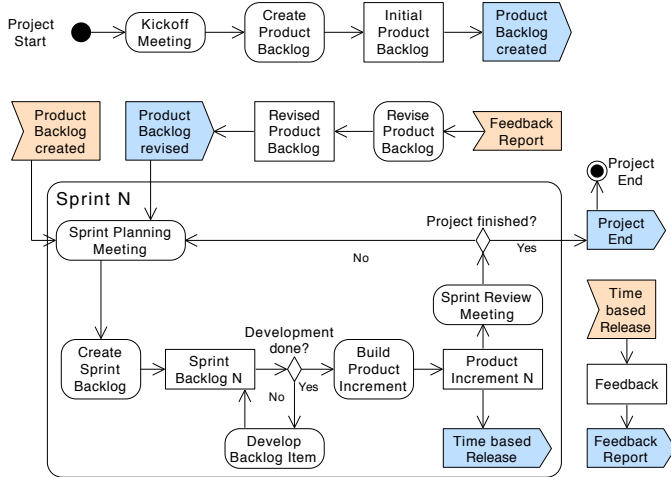 Project
Start
Kickoff
Meeting
Create
Product
Backlog
Initial
Product
Backlog
Product
Backlog
created
Product
Backlog
created
Product
Backlog
revised
Revised
Product
Backlog
Revise
Product
Backlog
Feedback
Report
Project
End
Sprint N
Sprint Planning
Meeting
Project finished?
No
Yes
Project
End
Sprint Review
Meeting
Time
based
Release
Create
Sprint
Backlog
Sprint
Backlog N
Development
done?
Yes
No
Build
Product
Increment
Product
Increment N
Feedback
Develop
Backlog Item
Time based
Release
Feedback
Report